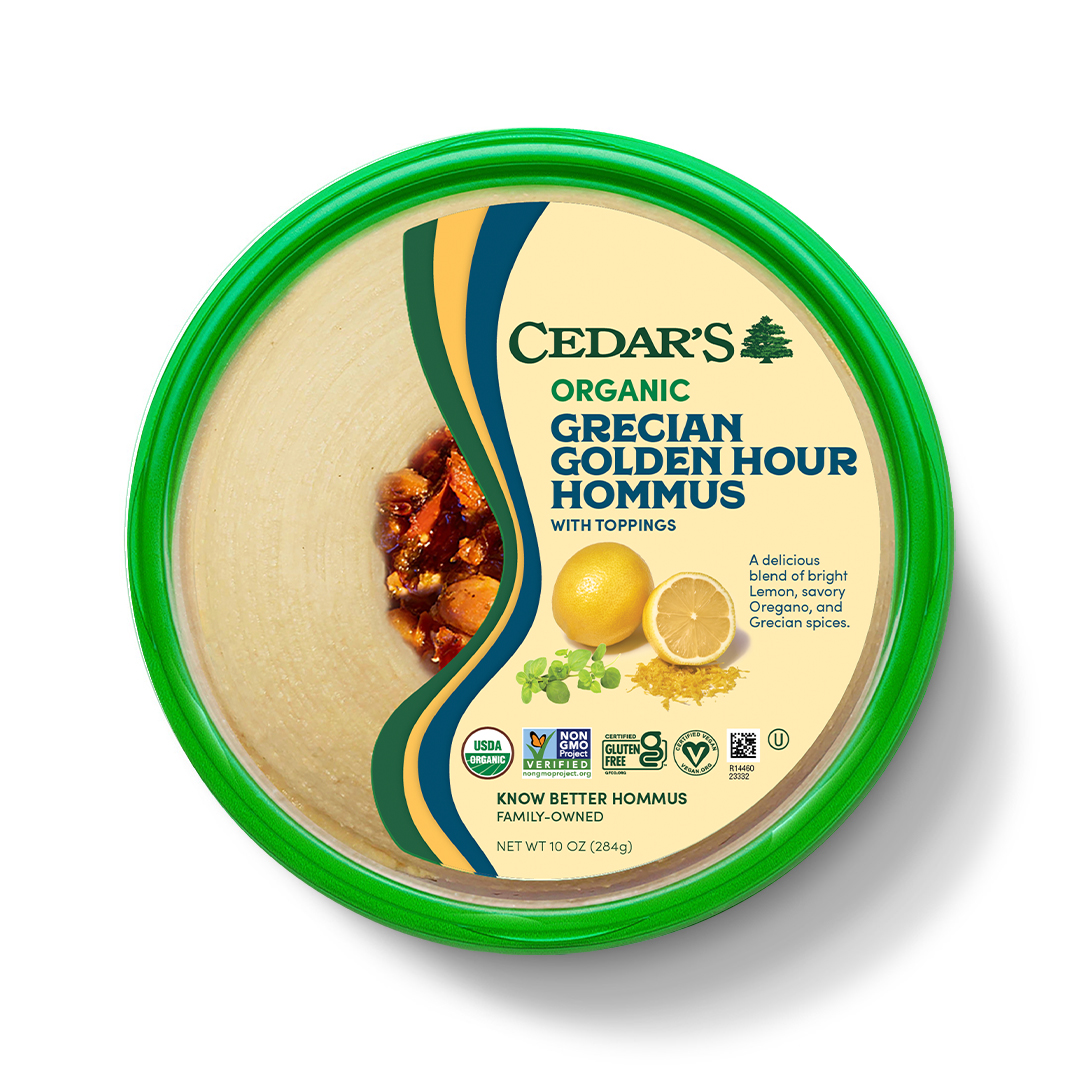 CEDAR'S
ORGANIC
GRECIAN
GOLDEN HOUR
HOMMUS
WITH TOPPINGS
A delicious
blend of bright
Lemon, savory
Oregano, and
Grecian spices.
USDA
ORGANIC
NON
GMO
Project
VERIFIED
nongmoproject.org
CERTIFIED
GLUTEN
FREE
GFCO.ORG
CERTIFIED VEGAN
VEGAN.ORG
R14460
23332
U
KNOW BETTER HOMMUS
FAMILY-OWNED
NET WT 10 OZ (284g)